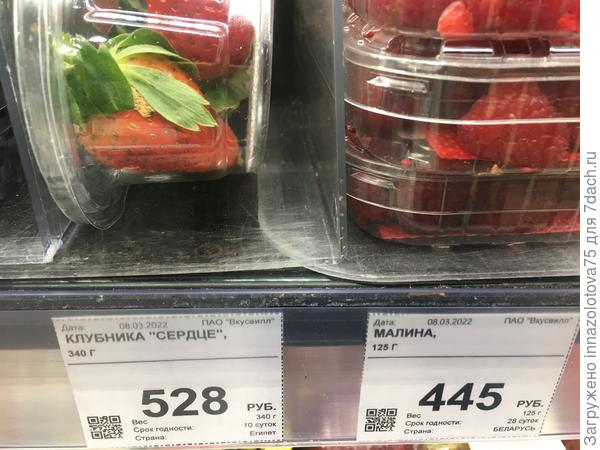 Дата: 08.03.2022 ПАО "Вкусвилл"
КЛУБНИКА "СЕРДЦЕ",
340 Г
528 РУБ.
Вес 340 г
Срок годности: 10 суток
Страна: Египет
Дата: 08.03.2022 ПАО "Вкусвилл"
МАЛИНА,
125 Г
445 РУБ.
Вес 125 г
Срок годности: 28 суток
Страна: БЕЛАРУСЬ
Загружено innazolotova75 для 7dach.ru